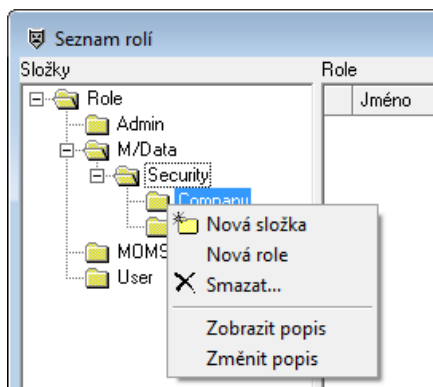 Seznam rolí
Složky
Role
Jméno
Role
Admin
M/Data
Security
Company
Nová složka
Nová role
MOMS
Smazat...
User
Zobrazit popis
Změnit popis